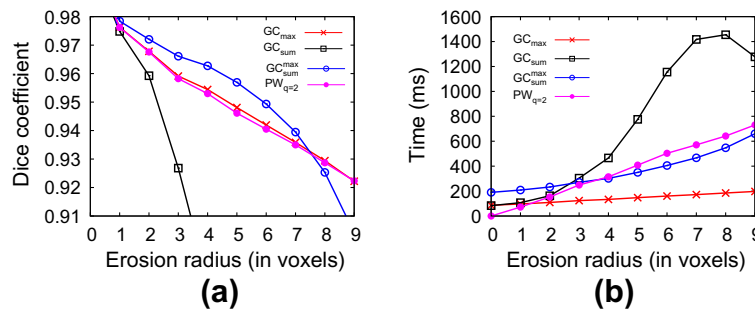 0.98
0.97
0.96
0.95
0.94
0.93
0.92
0.91
Dice coefficient
GCmax
GCsum
GCmaxsum
PWq=2
0 1 2 3 4 5 6 7 8 9
Erosion radius (in voxels)
(a)
1600
1400
1200
1000
800
600
400
200
0
Time (ms)
GCmax
GCsum
GCmaxsum
PWq=2
0 1 2 3 4 5 6 7 8 9
Erosion radius (in voxels)
(b)